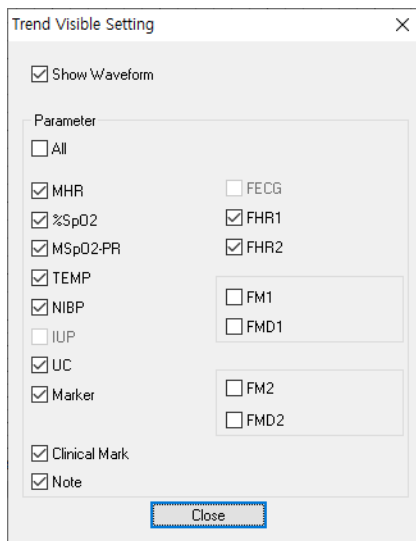 Trend Visible Setting
Show Waveform
Parameter
All
MHR
%SpO2
MSpO2-PR
TEMP
NIBP
IUP
UC
Marker
Clinical Mark
Note
FECG
FHR1
FHR2
FM1
FMD1
FM2
FMD2
Close